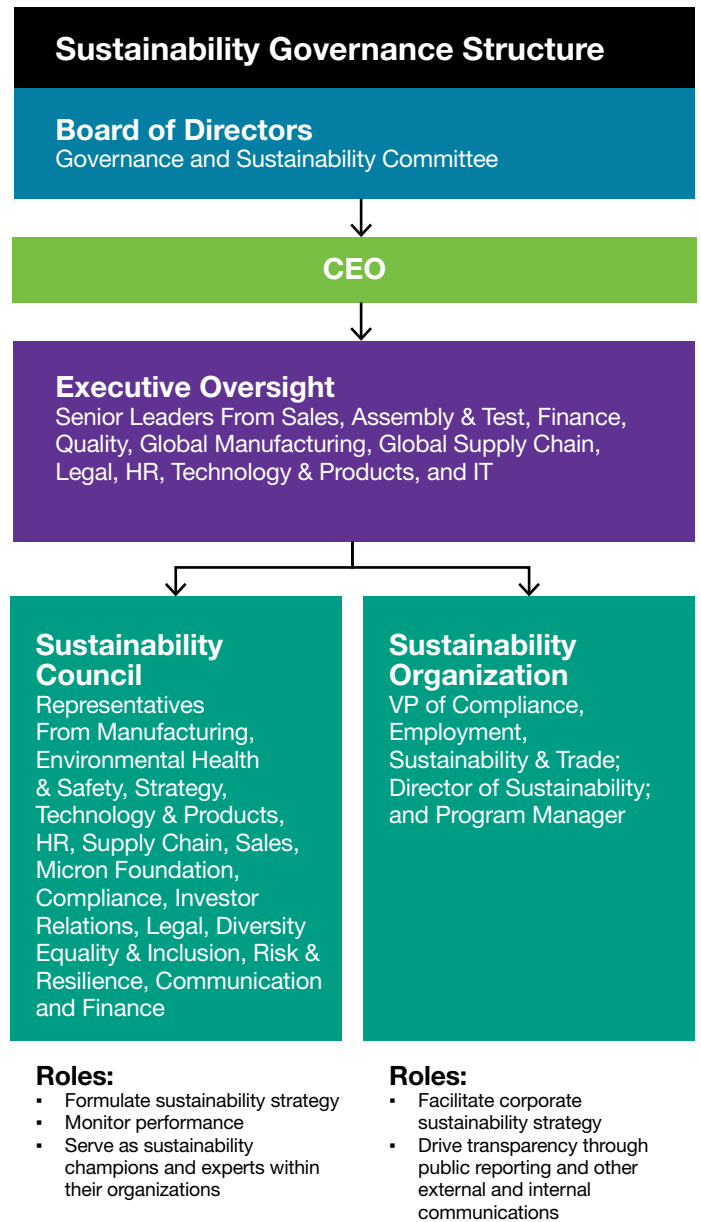 Sustainability Governance Structure
Board of Directors
Governance and Sustainability Committee
CEO
Executive Oversight
Senior Leaders From Sales, Assembly & Test, Finance,
Quality, Global Manufacturing, Global Supply Chain,
Legal, HR, Technology & Products, and IT
Sustainability
Council
Representatives
From Manufacturing,
Environmental Health
& Safety, Strategy,
Technology & Products,
HR, Supply Chain, Sales,
Micron Foundation,
Compliance, Investor
Relations, Legal, Diversity
Equality & Inclusion, Risk &
Resilience, Communication
and Finance
Roles:
▪ Formulate sustainability strategy
▪ Monitor performance
▪ Serve as sustainability
champions and experts within
their organizations
Sustainability
Organization
VP of Compliance,
Employment,
Sustainability & Trade;
Director of Sustainability;
and Program Manager
Roles:
▪ Facilitate corporate
sustainability strategy
▪ Drive transparency through
public reporting and other
external and internal
communications